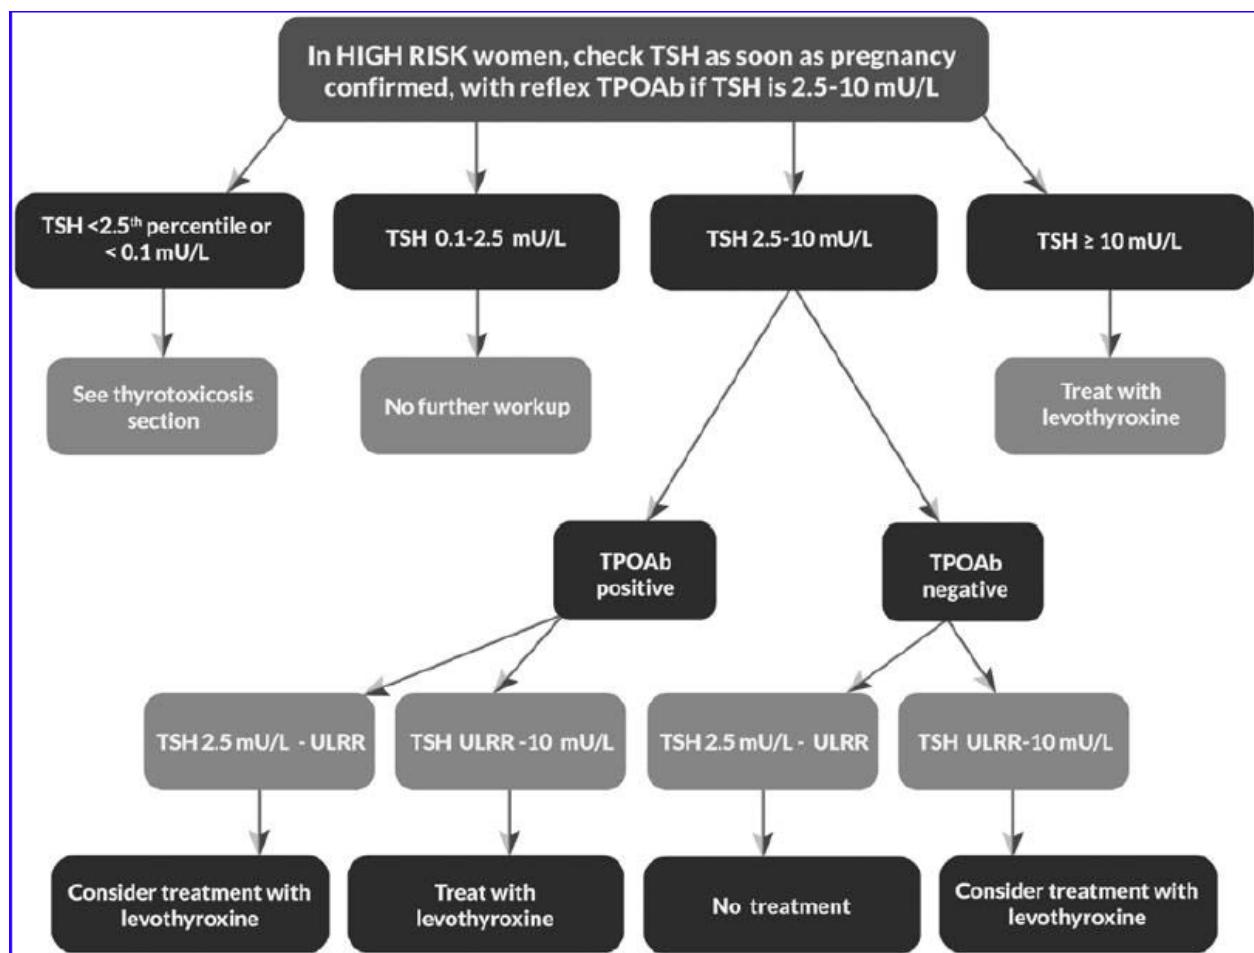 In HIGH RISK women, check TSH as soon as pregnancy
confirmed, with reflex TPOAb if TSH is 2.5-10 mU/L
TSH <2.5th percentile or
< 0.1 mU/L
TSH 0.1-2.5 mU/L
TSH 2.5-10 mU/L
TSH ≥ 10 mU/L
See thyrotoxicosis
section
No further workup
Treat with
levothyroxine
TPOAb
positive
TPOAb
negative
TSH 2.5 mU/L - ULRR
TSH ULRR -10 mU/L
TSH 2.5 mU/L - ULRR
TSH ULRR-10 mU/L
Consider treatment with
levothyroxine
Treat with
levothyroxine
No treatment
Consider treatment with
levothyroxine